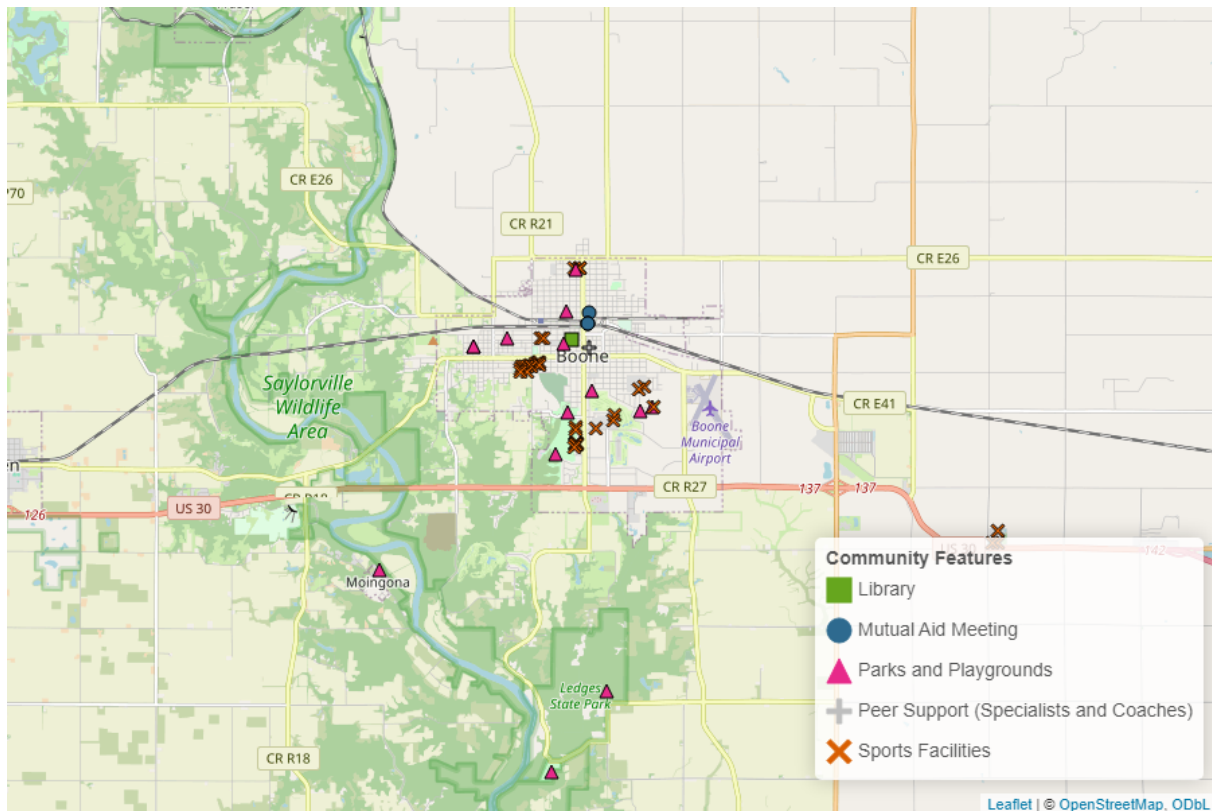 CR E26
P70
CR R21
CR E26
Boone
Saylorville
Wildlife
Area
CR E41
Boone
Municipal
Airport
en
CR R27
137
137
US 30
126
CR R18
US 30
142
Moingona
Ledges
State Park
CR R18
Community Features
Library
Mutual Aid Meeting
Parks and Playgrounds
Peer Support (Specialists and Coaches)
Sports Facilities
Leaflet | © OpenStreetMap, ODbL